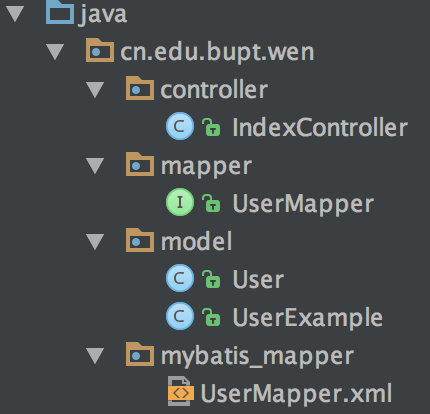 java
cn.edu.bupt.wen
controller
IndexController
mapper
UserMapper
model
User
UserExample
mybatis_mapper
UserMapper.xml